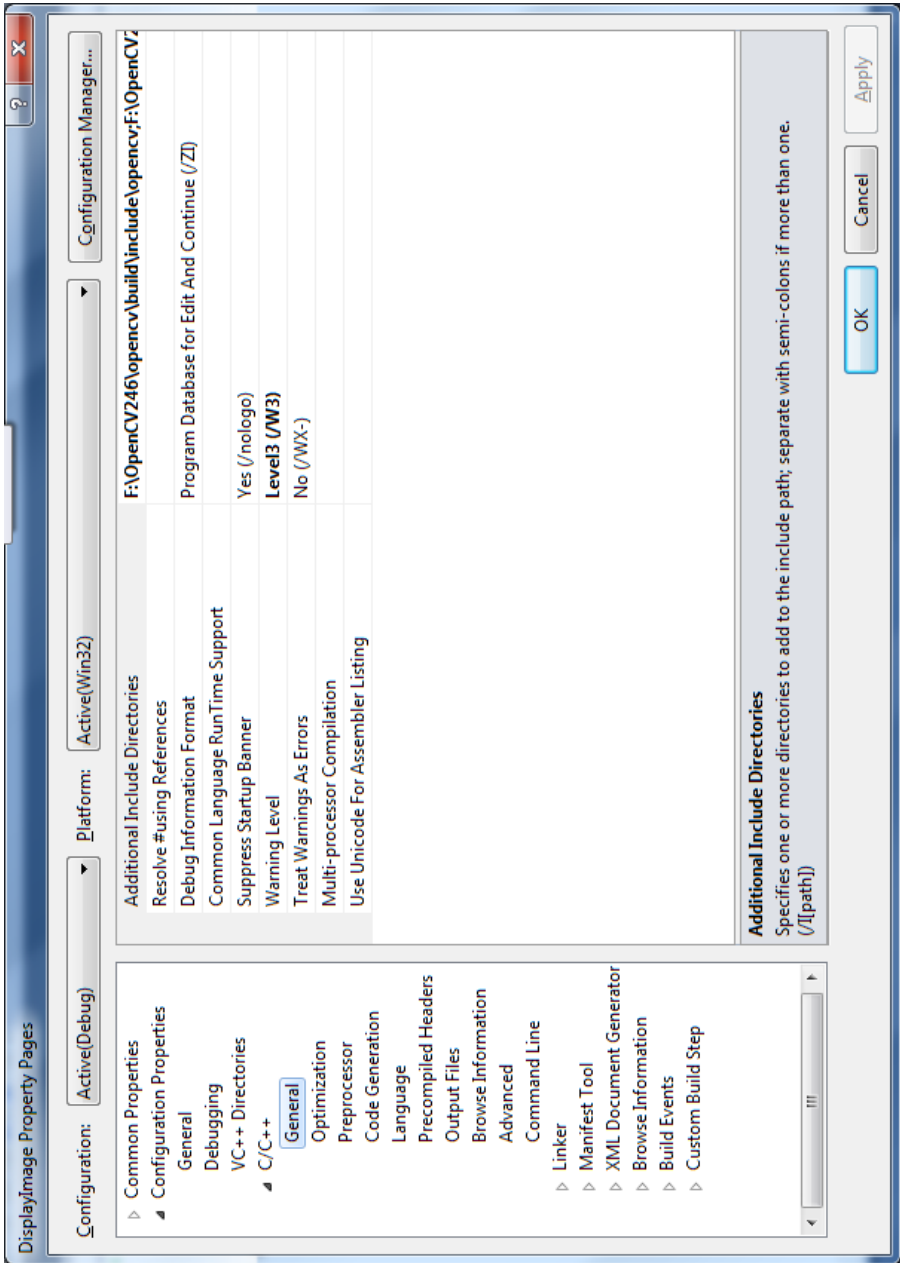 DisplayImage Property Pages
Configuration: Active(Debug) Platform: Active(Win32) Configuration Manager...
Common Properties
Configuration Properties
General
Debugging
VC++ Directories
C/C++
General
Optimization
Preprocessor
Code Generation
Language
Precompiled Headers
Output Files
Browse Information
Advanced
Command Line
Linker
Manifest Tool
XML Document Generator
Browse Information
Build Events
Custom Build Step
Additional Include Directories F:\OpenCV246\opencv\build\include\opencv;F:\OpenCV2
Resolve #using References
Debug Information Format Program Database for Edit And Continue (/ZI)
Common Language RunTime Support
Suppress Startup Banner Yes (/nologo)
Warning Level Level3 (/W3)
Treat Warnings As Errors No (/WX-)
Multi-processor Compilation
Use Unicode For Assembler Listing
Additional Include Directories
Specifies one or more directories to add to the include path; separate with semi-colons if more than one.
(/I[path])
OK Cancel Apply